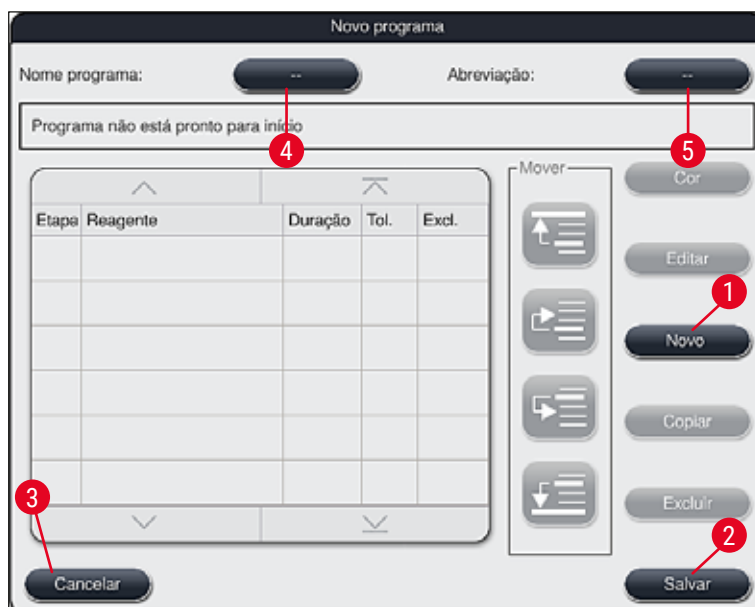 Novo programa
Nome programa: -- Abreviação: --
4 5
Programa não está pronto para início
Mover
Cor
Etapa Reagente Duração Tol. Excl.
Editar
1
Novo
Copiar
3
Excluir
2
Cancelar Salvar